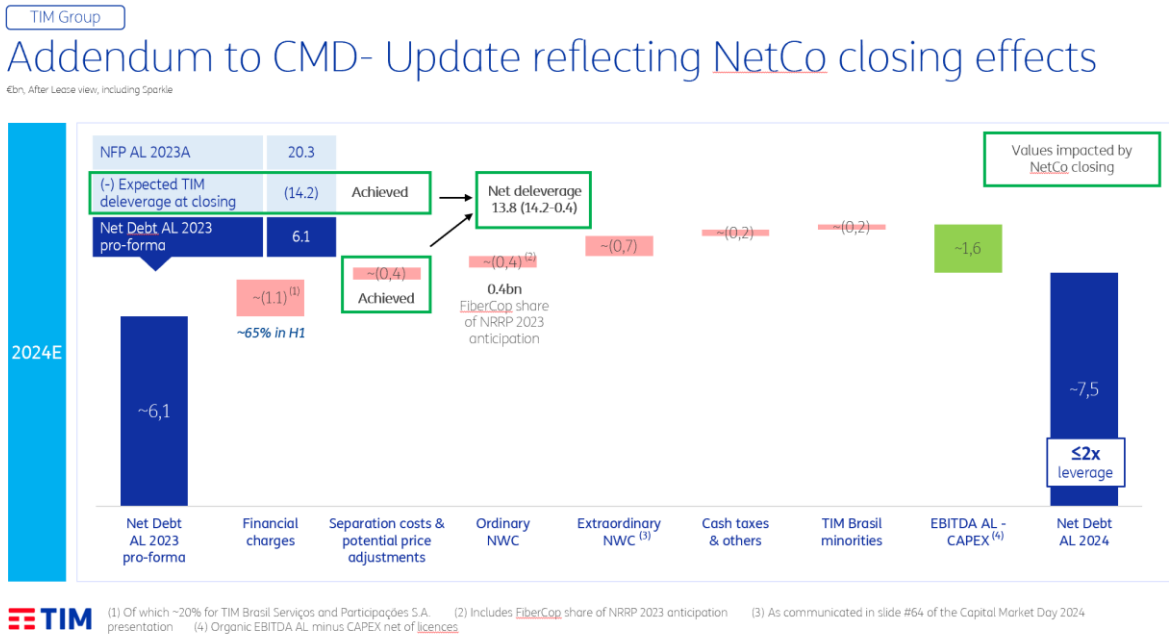 TIM Group
Addendum to CMD- Update reflecting NetCo closing effects
€bn, After Lease view, including Sparkle
2024E
NFP AL 2023A 20.3
(-) Expected TIM
deleverage at closing (14.2) Achieved
Net Debt AL 2023
pro-forma 6.1
Net deleverage
13.8 (14.2-0.4)
Values impacted by
NetCo closing
~6,1
~(1.1) (1)
~65% in H1
~(0,4)
Achieved
~(0,4) (2)
0.4bn
FiberCop share
of NRRP 2023
anticipation
~(0,7)
~(0,2)
~(0,2)
~1,6
~7,5
≤2x
leverage
Net Debt
AL 2023
pro-forma
Financial
charges
Separation costs &
potential price
adjustments
Ordinary
NWC
Extraordinary
NWC (3)
Cash taxes
& others
TIM Brasil
minorities
EBITDA AL -
CAPEX (4)
Net Debt
AL 2024
TIM
(1) Of which ~20% for TIM Brasil Serviços and Participações S.A. (2) Includes FiberCop share of NRRP 2023 anticipation (3) As communicated in slide #64 of the Capital Market Day 2024
presentation (4) Organic EBITDA AL minus CAPEX net of licences